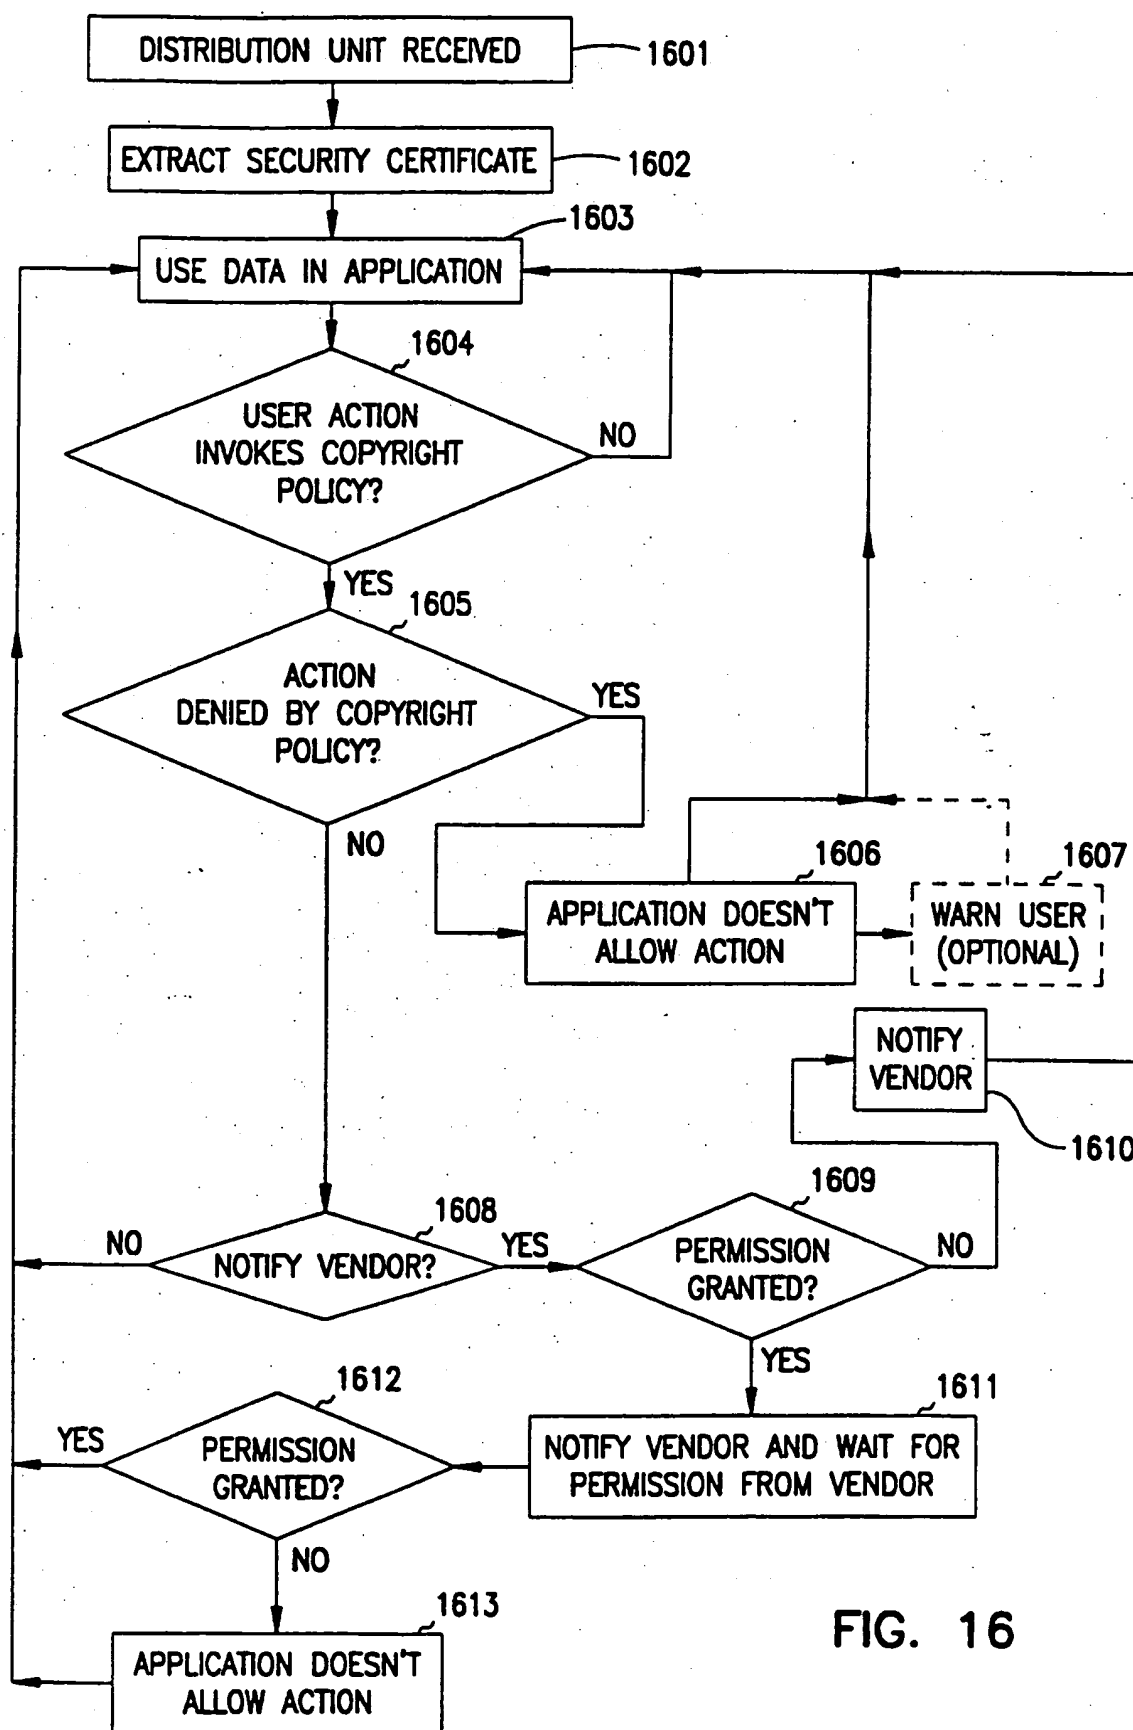 DISTRIBUTION UNIT RECEIVED
1601
EXTRACT SECURITY CERTIFICATE
1602
1603
USE DATA IN APPLICATION
1604
USER ACTION
INVOKES COPYRIGHT
POLICY?
NO
YES
1605
ACTION
DENIED BY COPYRIGHT
POLICY?
YES
NO
1606
APPLICATION DOESN'T
ALLOW ACTION
1607
WARN USER
(OPTIONAL)
NOTIFY
VENDOR
1610
1608
NO
NOTIFY VENDOR?
YES
1609
PERMISSION
GRANTED?
NO
YES
1611
NOTIFY VENDOR AND WAIT FOR
PERMISSION FROM VENDOR
1612
YES
PERMISSION
GRANTED?
NO
1613
APPLICATION DOESN'T
ALLOW ACTION
FIG. 16